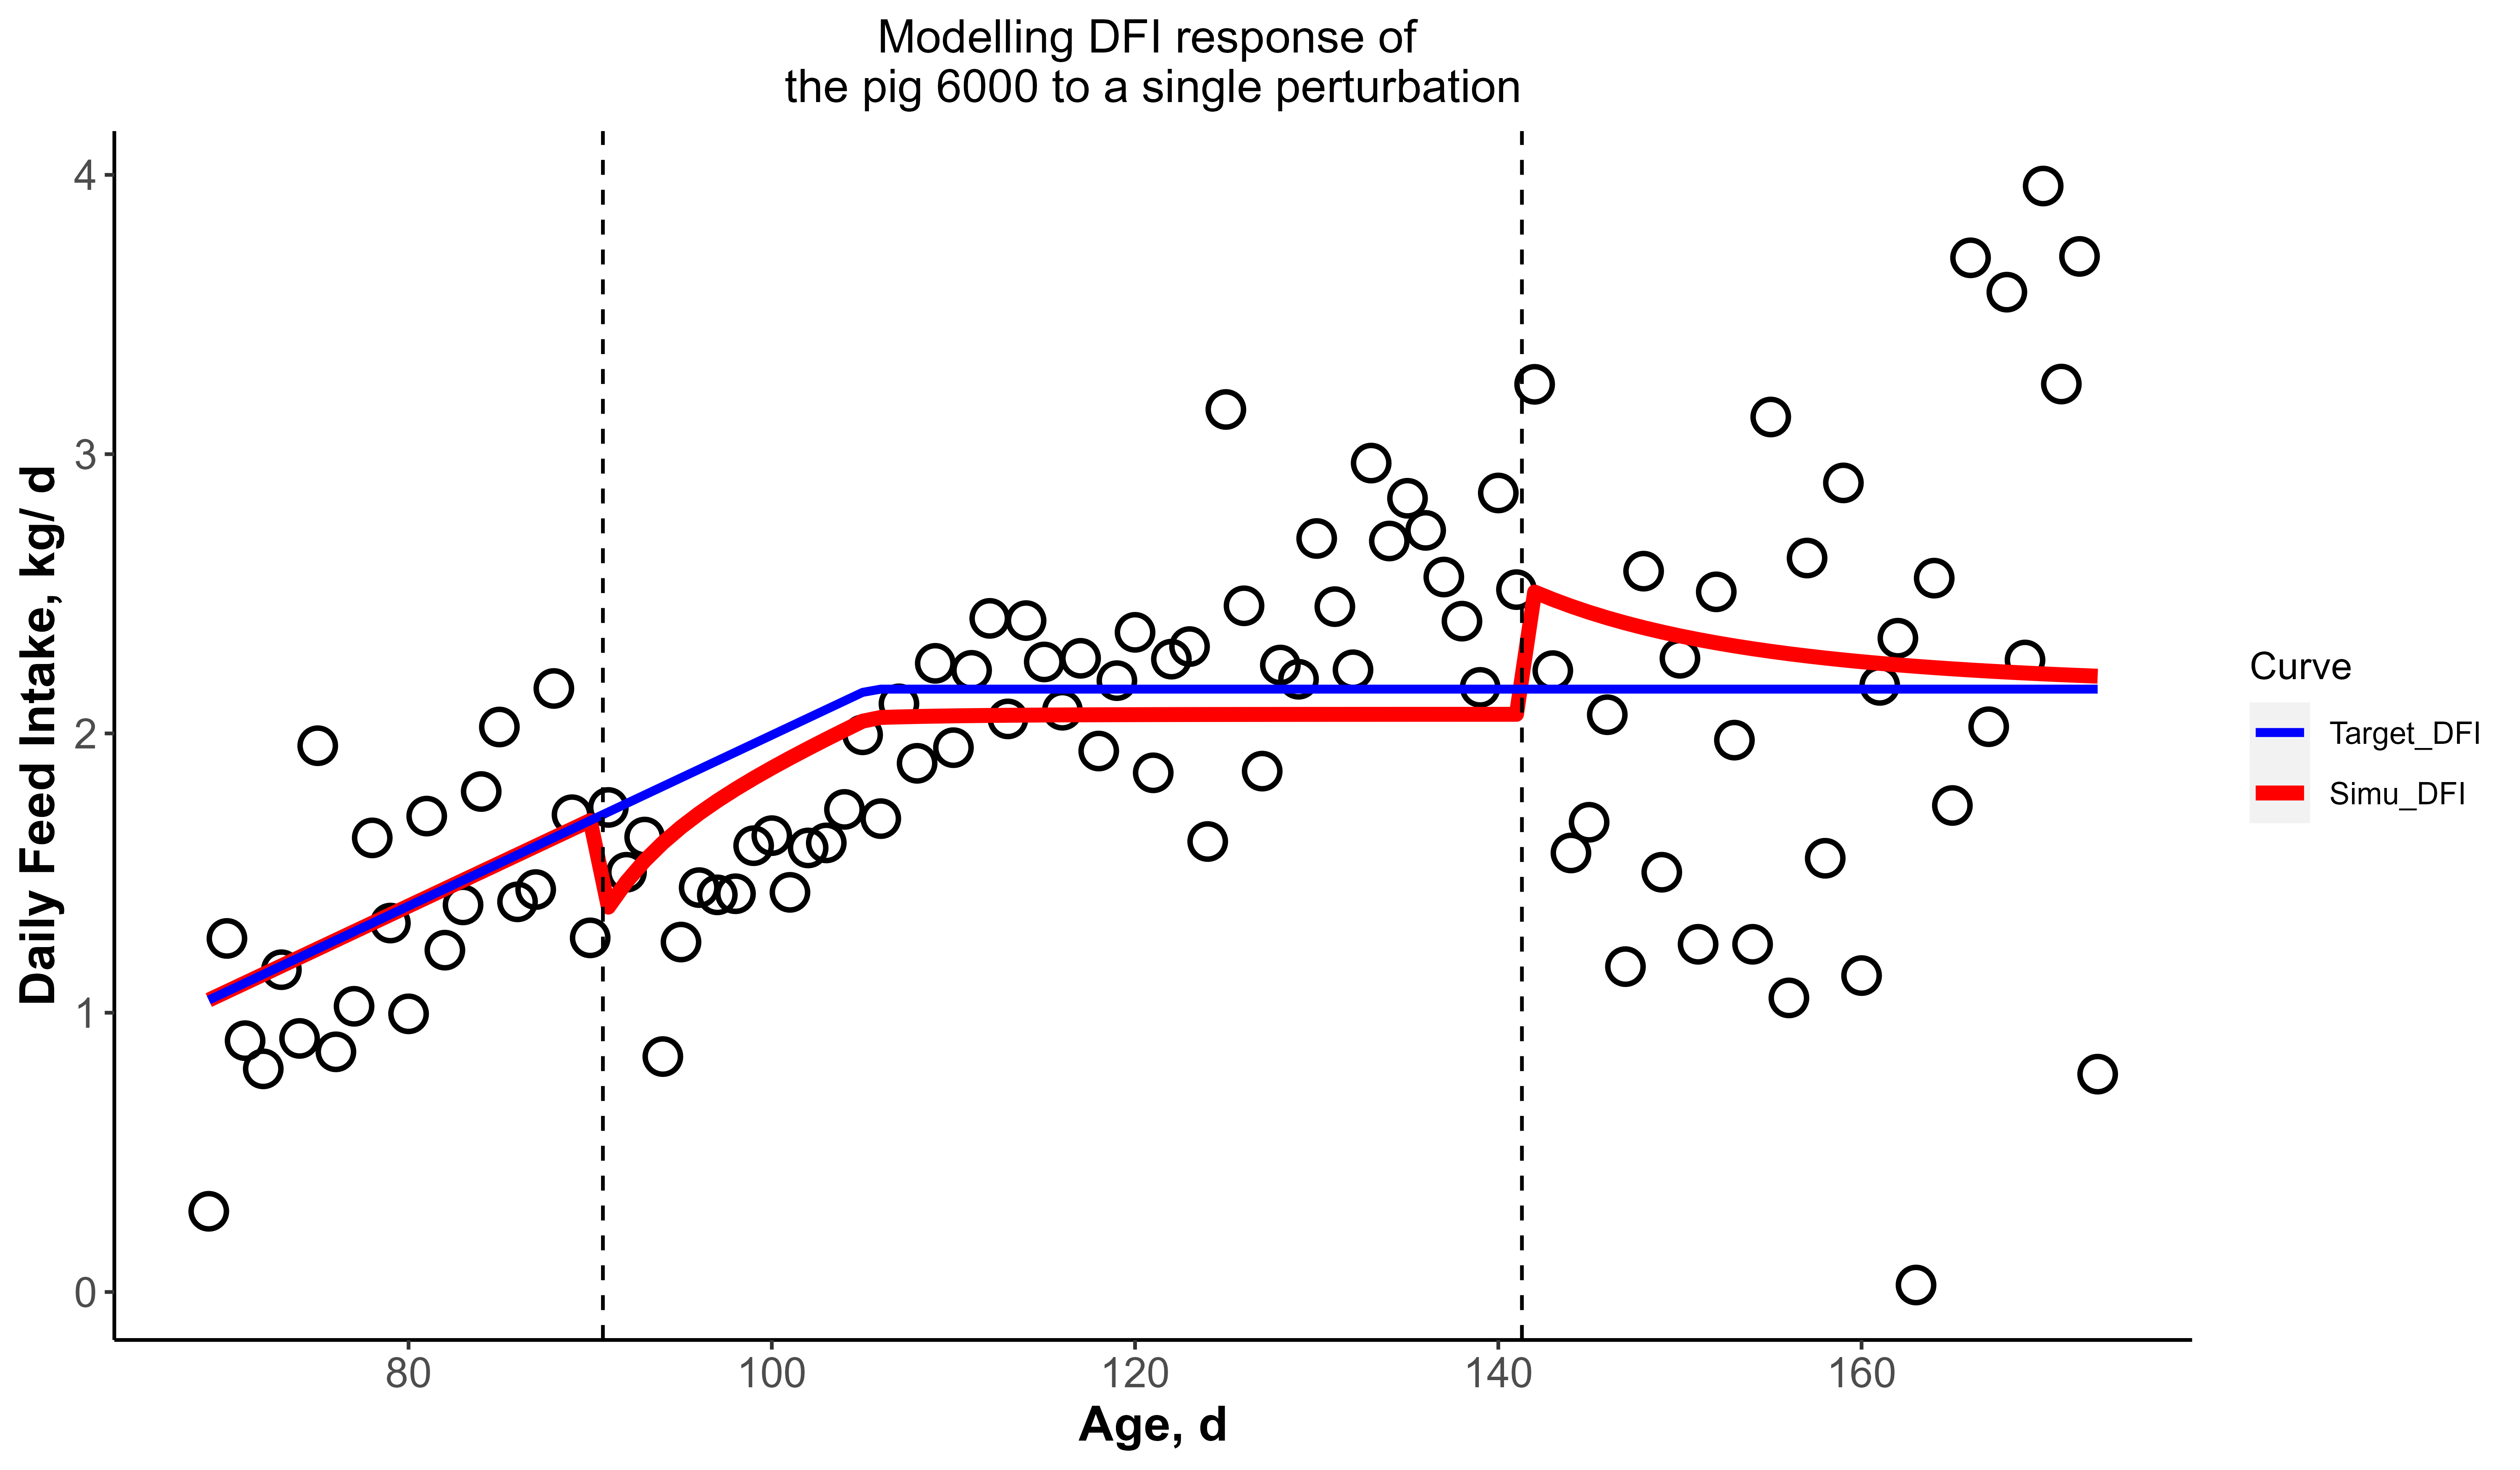 Modelling DFI response of
the pig 6000 to a single perturbation
Daily Feed Intake, kg/ d
4
3
2
1
0
80
100
120
140
160
Age, d
Curve
Target_DFI
Simu_DFI